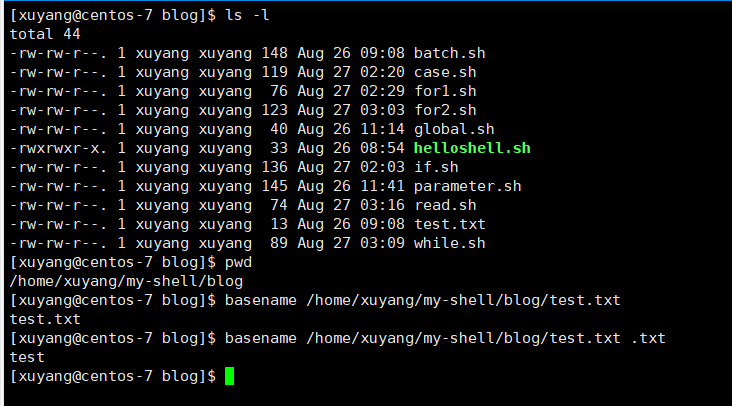 [xuyang@centos-7 blog]$ ls -l
total 44
-rw-rw-r--. 1 xuyang xuyang 148 Aug 26 09:08 batch.sh
-rw-rw-r--. 1 xuyang xuyang 119 Aug 27 02:20 case.sh
-rw-rw-r--. 1 xuyang xuyang  76 Aug 27 02:29 for1.sh
-rw-rw-r--. 1 xuyang xuyang 123 Aug 27 03:03 for2.sh
-rw-rw-r--. 1 xuyang xuyang  40 Aug 26 11:14 global.sh
-rwxrwxr-x. 1 xuyang xuyang  33 Aug 26 08:54 helloshell.sh
-rw-rw-r--. 1 xuyang xuyang 136 Aug 27 02:03 if.sh
-rw-rw-r--. 1 xuyang xuyang 145 Aug 26 11:41 parameter.sh
-rw-rw-r--. 1 xuyang xuyang  74 Aug 27 03:16 read.sh
-rw-rw-r--. 1 xuyang xuyang  13 Aug 26 09:08 test.txt
-rw-rw-r--. 1 xuyang xuyang  89 Aug 27 03:09 while.sh
[xuyang@centos-7 blog]$ pwd
/home/xuyang/my-shell/blog
[xuyang@centos-7 blog]$ basename /home/xuyang/my-shell/blog/test.txt
test.txt
[xuyang@centos-7 blog]$ basename /home/xuyang/my-shell/blog/test.txt .txt
test
[xuyang@centos-7 blog]$